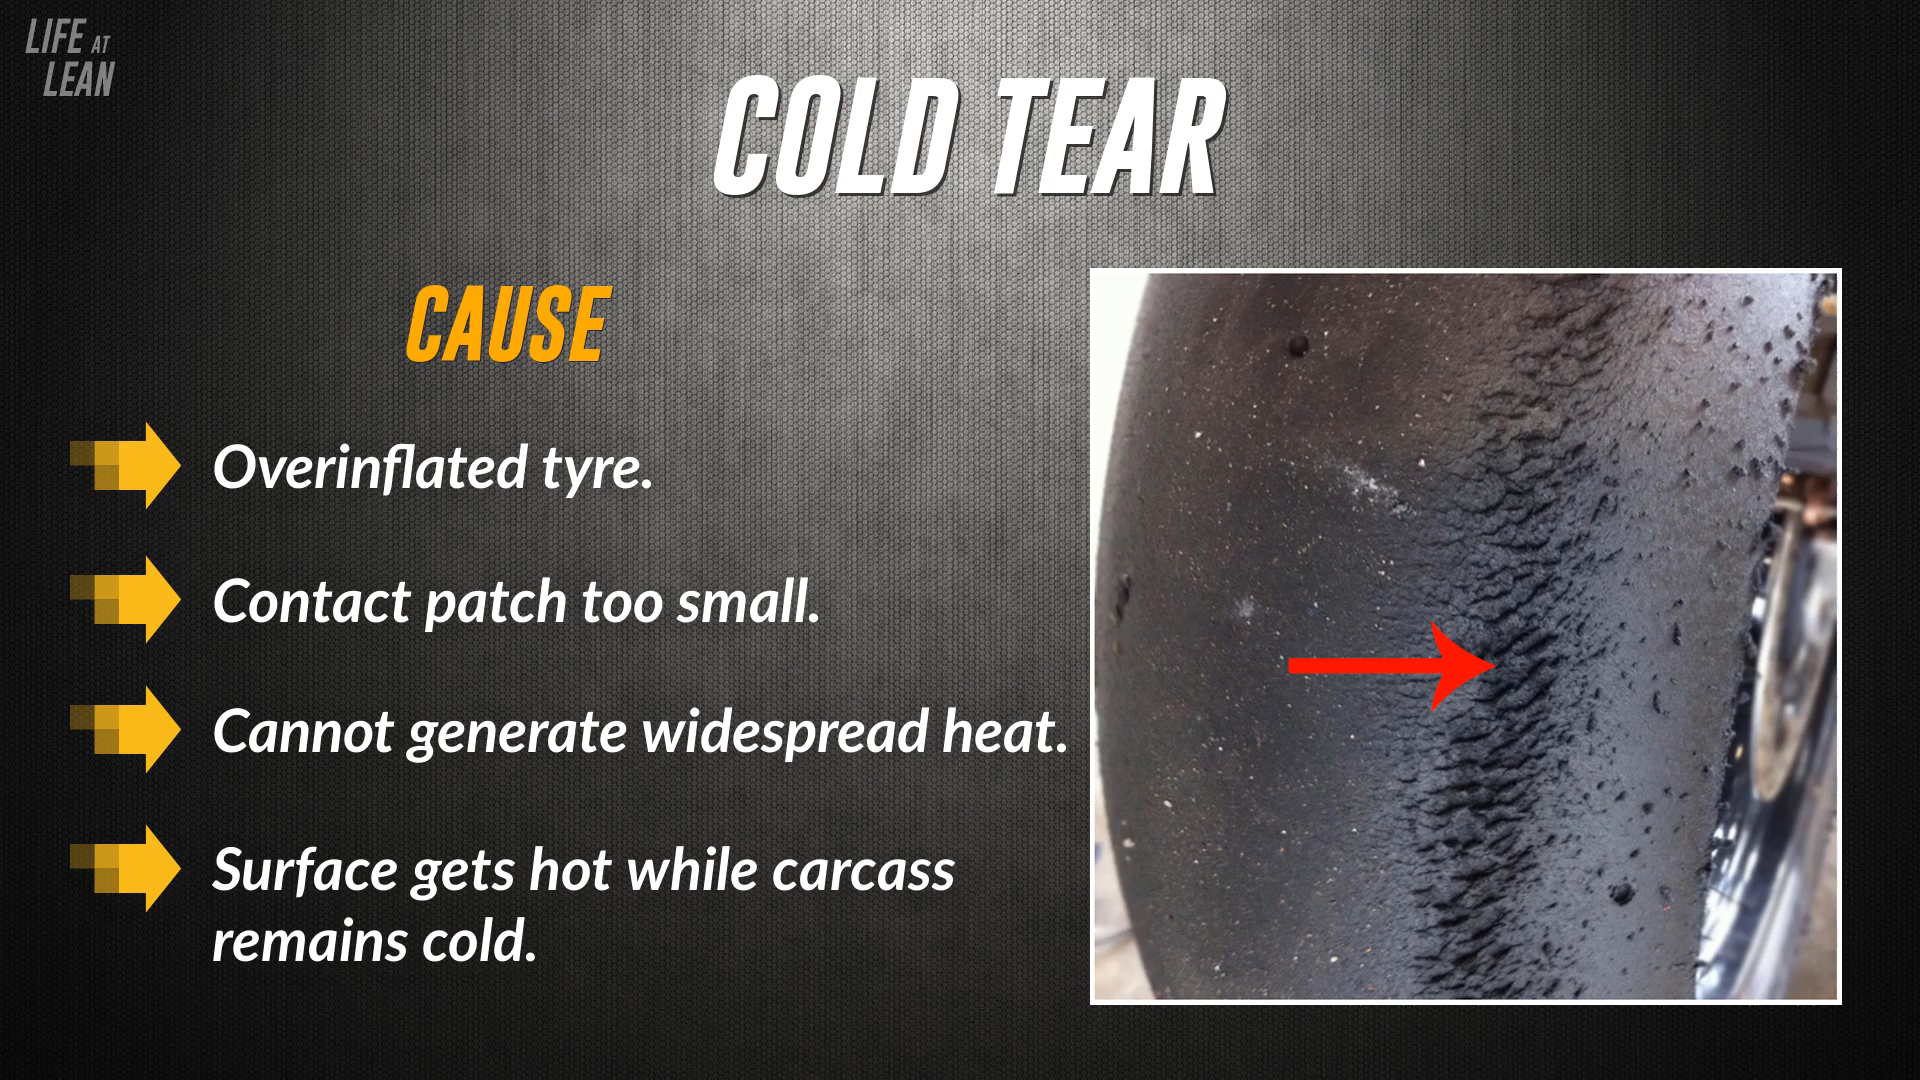 LIFE AT
LEAN
COLD TEAR
CAUSE
Overinflated tyre.
Contact patch too small.
Cannot generate widespread heat.
Surface gets hot while carcass
remains cold.